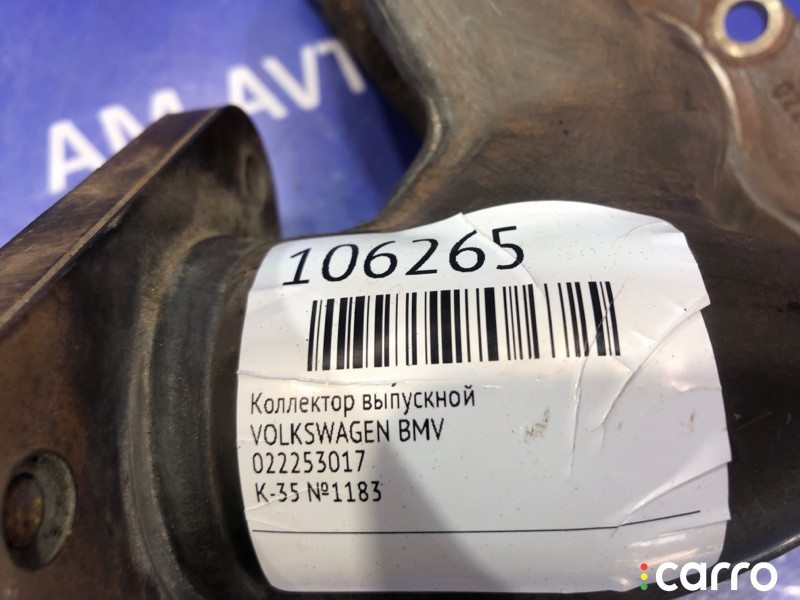 AM AVT
106265
Коллектор выпускной
VOLKSWAGEN BMV
022253017
K-35 №1183
carro